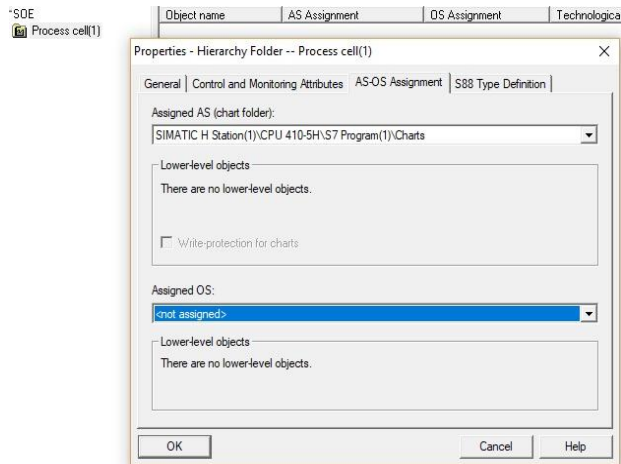 SOE
Process cell(1)
Object name AS Assignment OS Assignment Technologica
Properties - Hierarchy Folder -- Process cell(1)
General Control and Monitoring Attributes AS-OS Assignment S88 Type Definition
Assigned AS (chart folder):
SIMATIC H Station(1)\CPU 410-5H\S7 Program(1)\Charts
Lower-level objects
There are no lower-level objects.
Write-protection for charts
Assigned OS:
<not assigned>
Lower-level objects
There are no lower-level objects.
OK Cancel Help